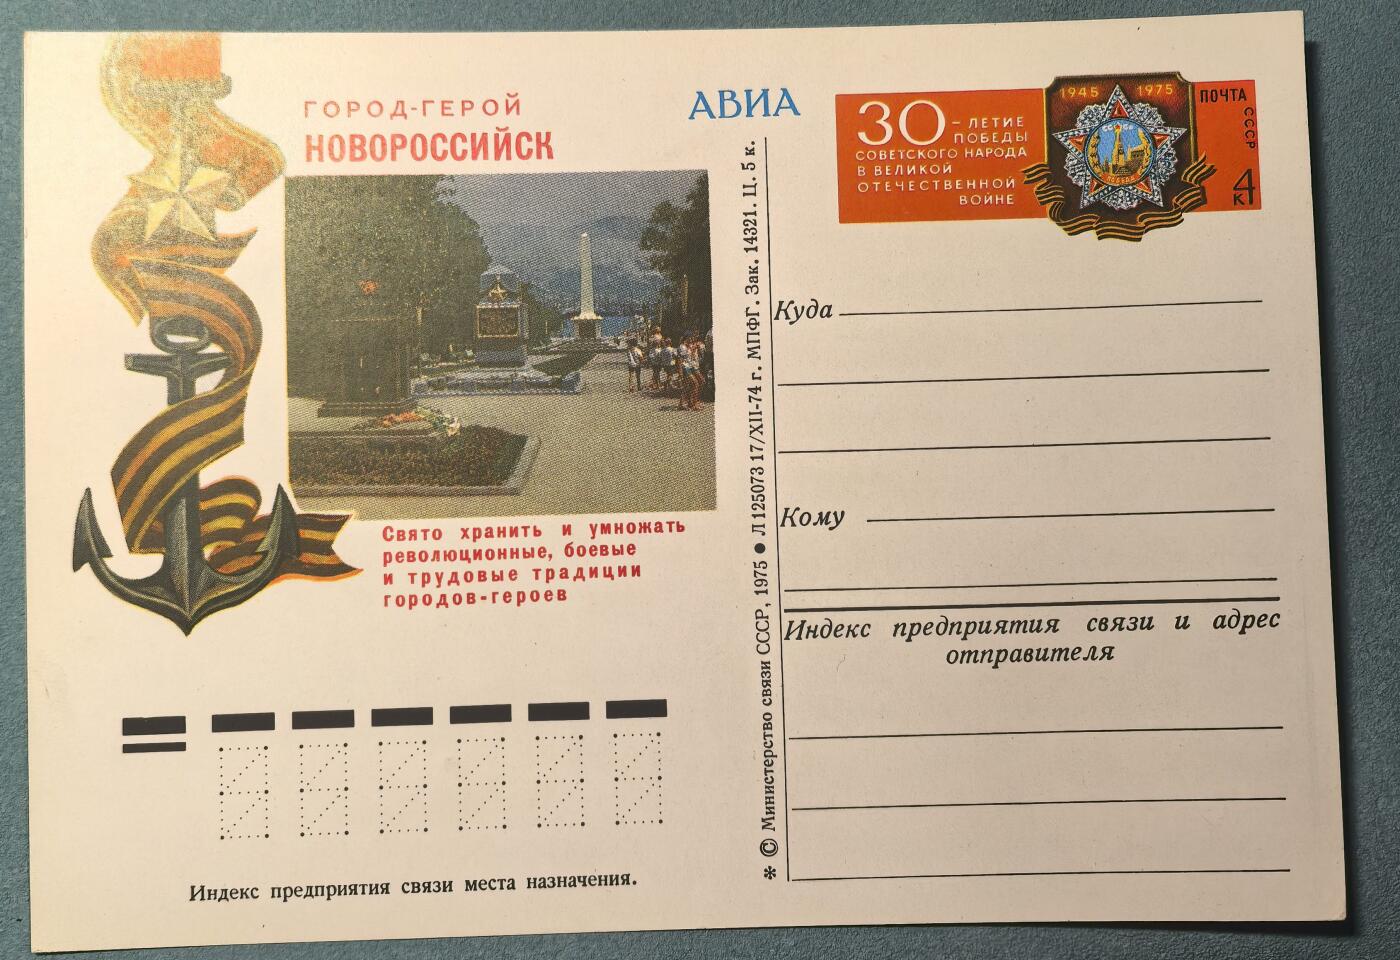 ГОРОД-ГЕРОЙ
НОВОРОССИЙСК
АВИА
30
- ЛЕТИЕ
ПОБЕДЫ
СОВЕТСКОГО НАРОДА
В ВЕЛИКОЙ
ОТЕЧЕСТВЕННОЙ
ВОЙНЕ
1945 1975
ПОБЕДА
ПОЧТА
СССР
4
К
Свято хранить и умножать
революционные, боевые
и трудовые традиции
городов-героев
* © Министерство связи СССР, 1975 ● Л 125073 17/XII-74 г. МПФГ. Зак. 14321. Ц. 5 к.
Куда
Кому
Индекс предприятия связи и адрес
отправителя
Индекс предприятия связи места назначения.